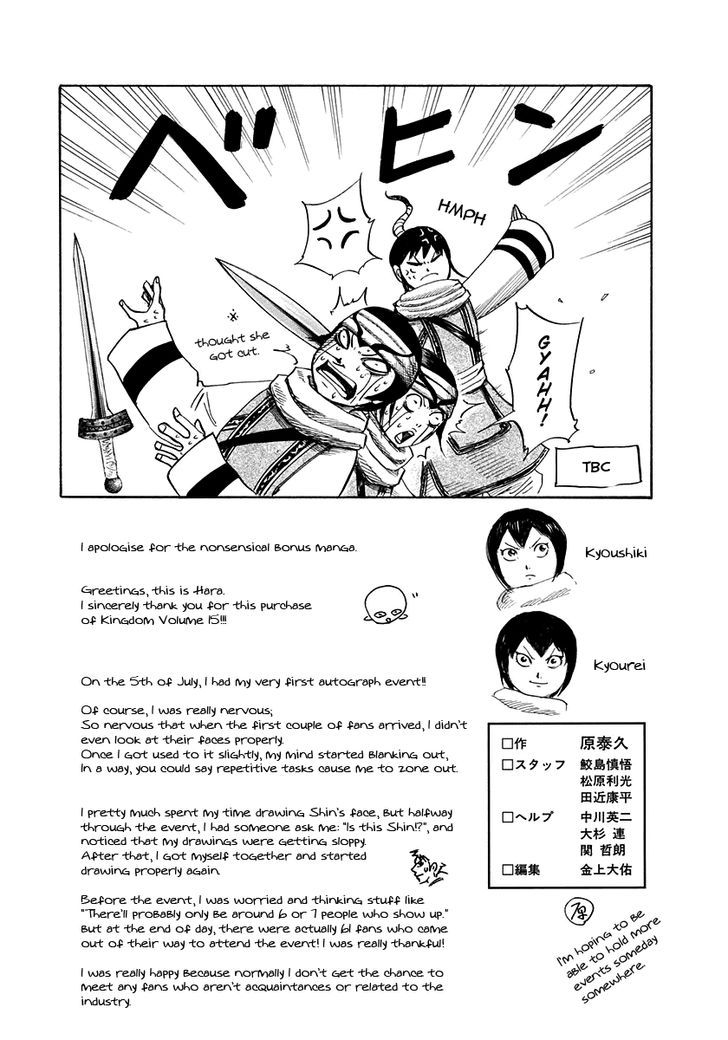 ベヒン
HMPH
thought she
got cut.
GYAHH!
TBC
I apologise for the nonsensical bonus manga.
Kyoushiki
Greetings, this is Hara.
I sincerely thank you for this purchase
of Kingdom Volume 15!!!
Kyourei
On the 5th of July, I had my very first autograph event!!
Of course, I was really nervous;
So nervous that when the first couple of fans arrived, I didn't
even look at their faces properly.
Once I got used to it slightly, my mind started blanking out,
In a way, you could say repetitive tasks cause me to zone out.
I pretty much spent my time drawing Shin's face, but halfway
through the event, I had someone ask me: "Is this Shin!?", and
noticed that my drawings were getting sloppy.
After that, I got myself together and started
drawing properly again.
Before the event, I was worried and thinking stuff like
"There'll probably only be around 6 or 7 people who show up."
But at the end of day, there were actually 61 fans who came
out of their way to attend the event! I was really thankful!
I was really happy because normally I don't get the chance to
meet any fans who aren't acquaintances or related to the
industry.
□作 原泰久
□スタッフ 鮫島慎悟
松原利光
田近康平
□ヘルプ 中川英二
大杉 連
関 哲朗
□編集 金上大佑
原
I'm hoping to be
able to hold more
events someday
somewhere.